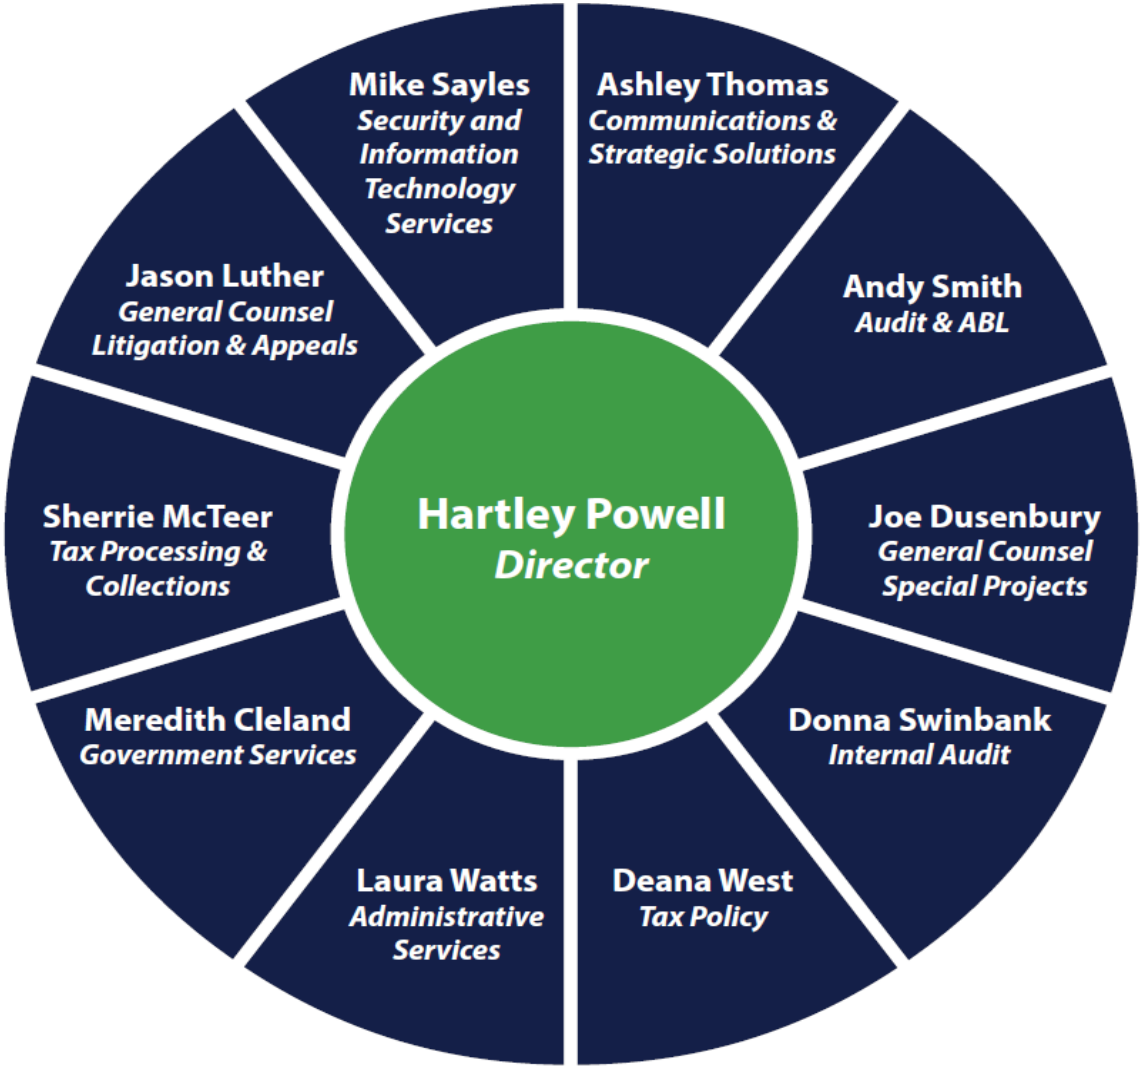 Mike Sayles
Security and
Information
Technology
Services
Ashley Thomas
Communications &
Strategic Solutions
Andy Smith
Audit & ABL
Joe Dusenbury
General Counsel
Special Projects
Donna Swinbank
Internal Audit
Deana West
Tax Policy
Laura Watts
Administrative
Services
Meredith Cleland
Government Services
Sherrie McTeer
Tax Processing &
Collections
Jason Luther
General Counsel
Litigation & Appeals
Hartley Powell
Director